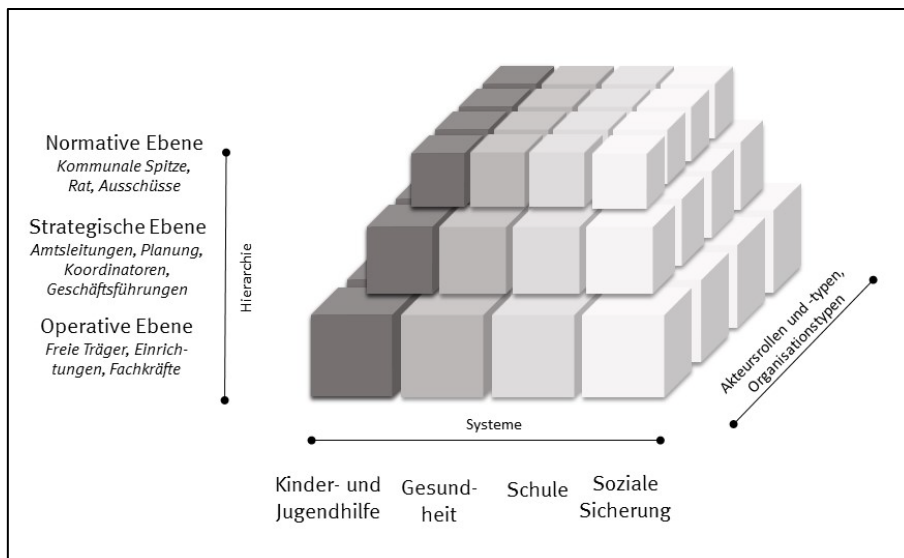 Normative Ebene
Kommunale Spitze,
Rat, Ausschüsse
Strategische Ebene
Amtsleitungen, Planung,
Koordinatoren,
Geschäftsführungen
Operative Ebene
Freie Träger, Einrich-
tungen, Fachkräfte
Hierarchie
Akteursrollen und -typen,
Organisationstypen
Systeme
Kinder- und
Jugendhilfe
Gesund-
heit
Schule
Soziale
Sicherung